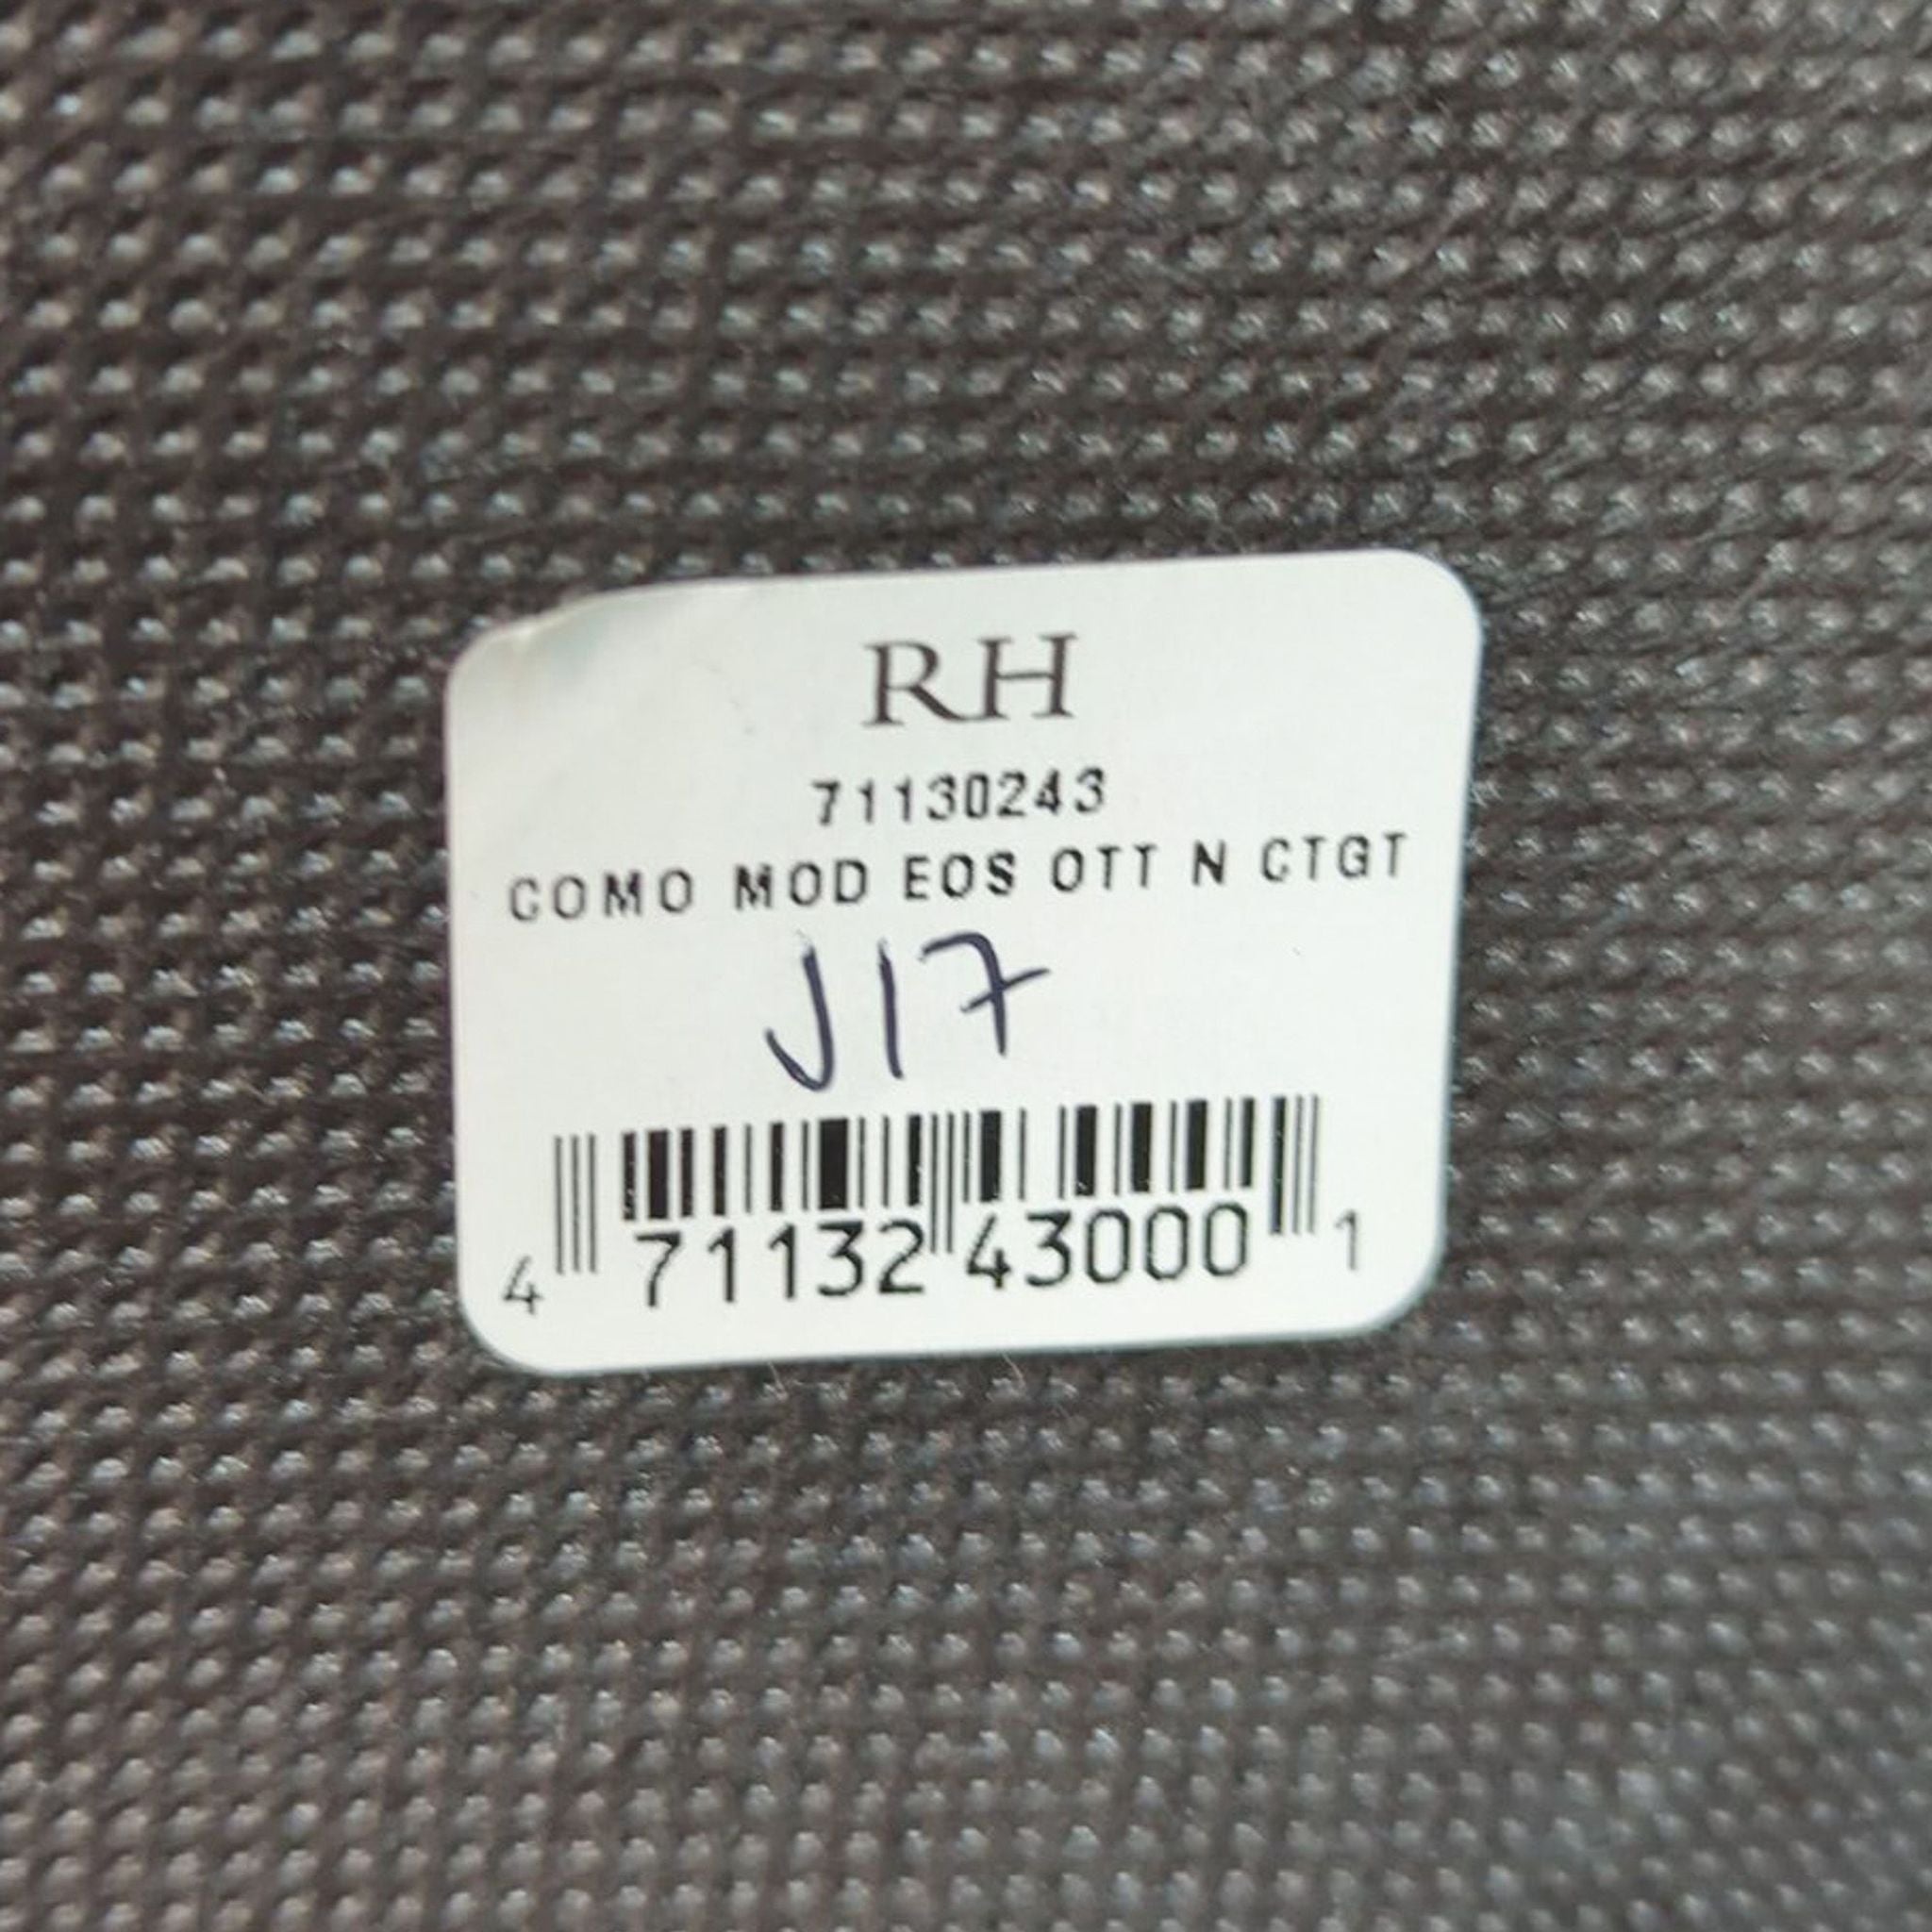 RH
71130243
COMO MOD EOS OTT N CTGT
J17
4 71132 43000 1